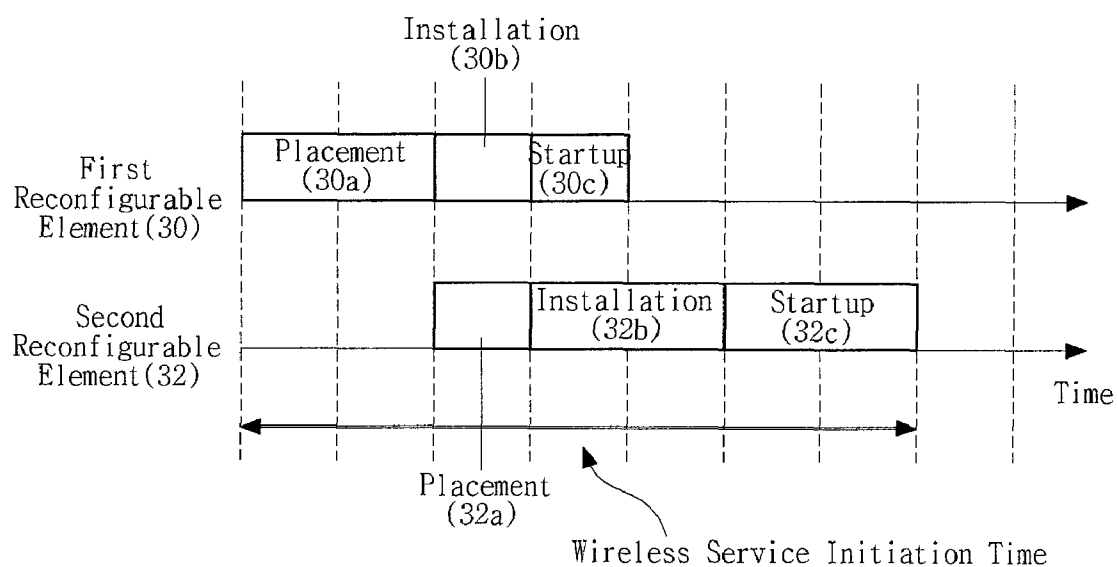 Installation
(30b)
Placement
(30a)
Startup
(30c)
First
Reconfigurable
Element(30)
Installation
(32b)
Startup
(32c)
Second
Reconfigurable
Element(32)
Time
Placement
(32a)
Wireless Service Initiation Time